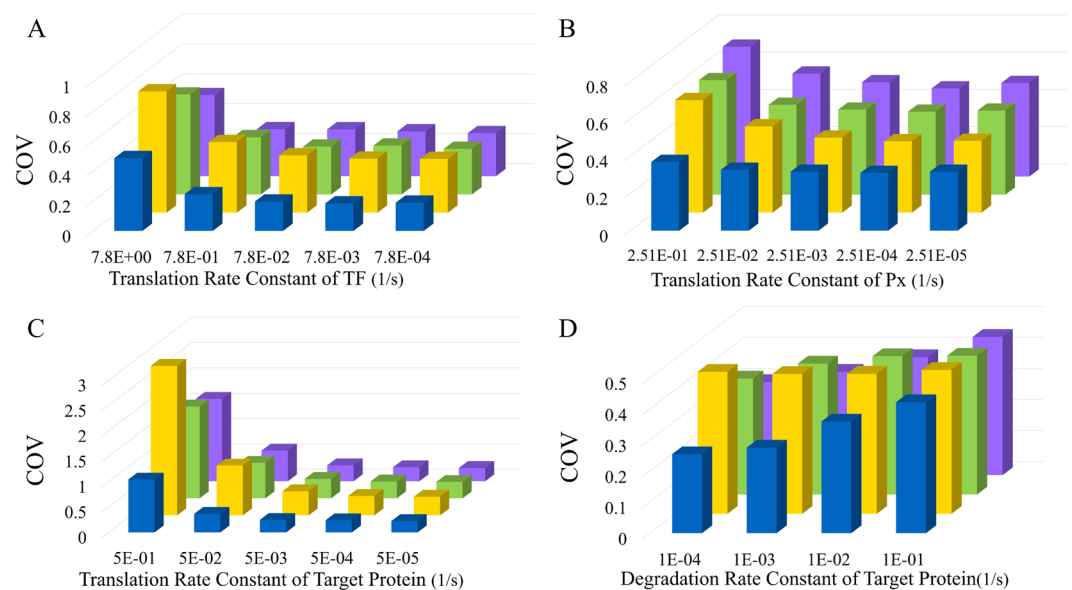 A
COV
1
0.8
0.6
0.4
0.2
0
7.8E+00 7.8E-01 7.8E-02 7.8E-03 7.8E-04
Translation Rate Constant of TF (1/s)
B
COV
0.8
0.6
0.4
0.2
0
2.51E-01 2.51E-02 2.51E-03 2.51E-04 2.51E-05
Translation Rate Constant of Px (1/s)
C
COV
3
2.5
2
1.5
1
0.5
0
5E-01 5E-02 5E-03 5E-04 5E-05
Translation Rate Constant of Target Protein (1/s)
D
COV
0.5
0.4
0.3
0.2
0.1
0
1E-04 1E-03 1E-02 1E-01
Degradation Rate Constant of Target Protein(1/s)